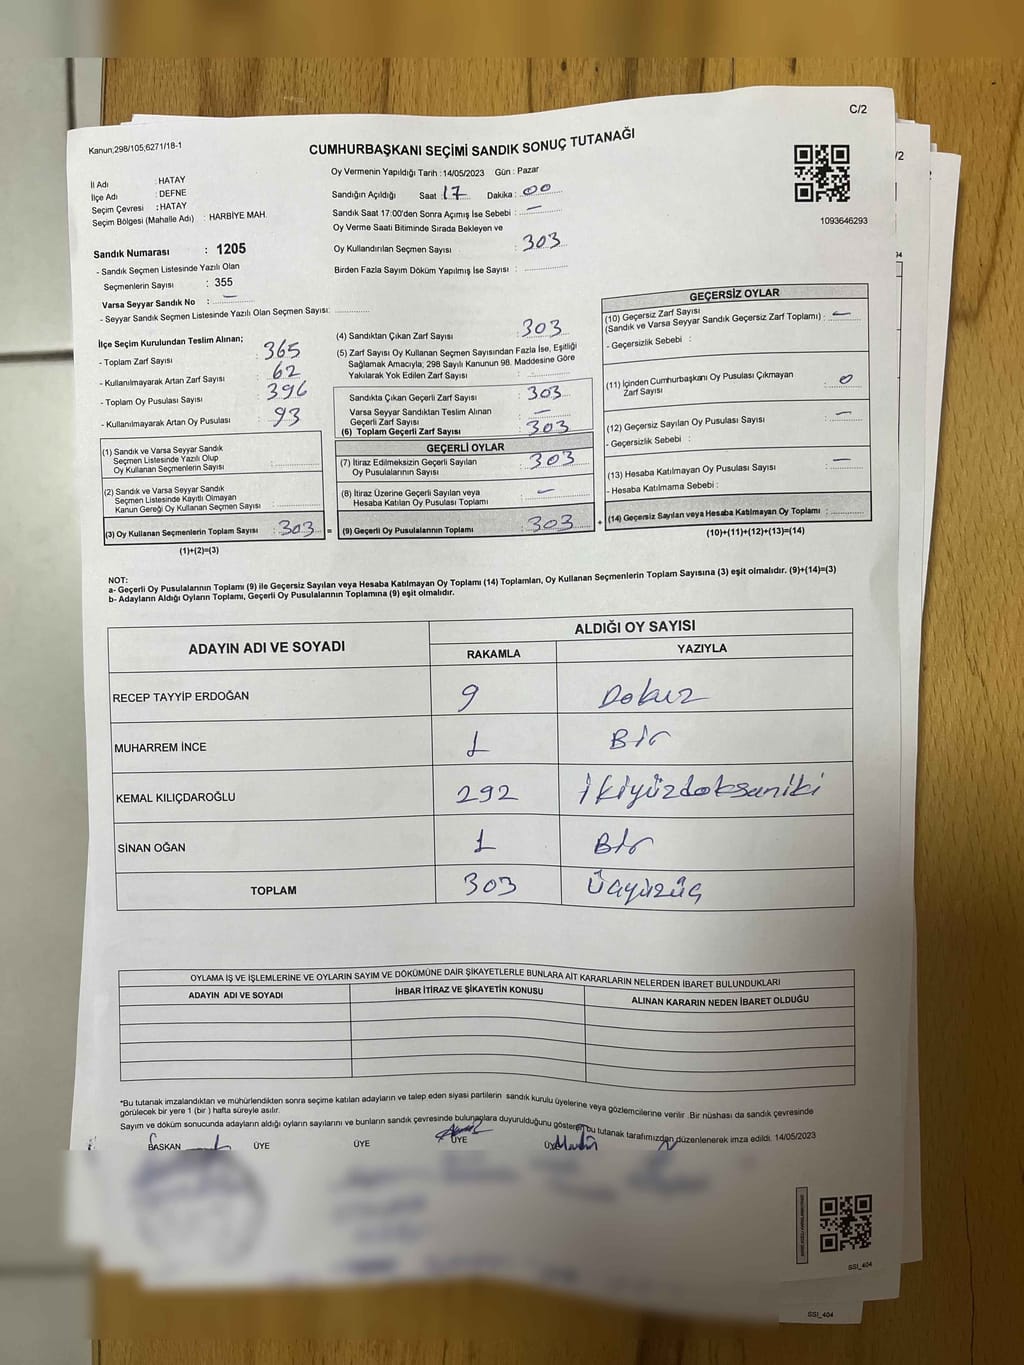 C/2
Kanun;298/105;6271/18-1
CUMHURBAŞKANI SEÇİMİ SANDIK SONUÇ TUTANAĞI
Oy Vermenin Yapıldığı Tarih : 14/05/2023 Gün : Pazar
İl Adı : HATAY
İlçe Adı : DEFNE
Seçim Çevresi : HATAY
Seçim Bölgesi (Mahalle Adı) : HARBİYE MAH.
Sandığın Açıldığı Saat 17 Dakika : 00
Sandık Saat 17:00'den Sonra Açımış İse Sebebi : —
Oy Verme Saati Bitiminde Sırada Bekleyen ve
Oy Kullandırılan Seçmen Sayısı : 303
Birden Fazla Sayım Döküm Yapılmış İse Sayısı :
1093646293
Sandık Numarası : 1205
- Sandık Seçmen Listesinde Yazılı Olan
Seçmenlerin Sayısı : 355
Varsa Seyyar Sandık No : —
- Seyyar Sandık Seçmen Listesinde Yazılı Olan Seçmen Sayısı:
İlçe Seçim Kurulundan Teslim Alınan;
- Toplam Zarf Sayısı : 365
- Kullanılmayarak Artan Zarf Sayısı : 62
- Toplam Oy Pusulası Sayısı : 396
- Kullanılmayarak Artan Oy Pusulası : 93
(1) Sandık ve Varsa Seyyar Sandık
Seçmen Listesinde Yazılı Olup
Oy Kullanan Seçmenlerin Sayısı :
(2) Sandık ve Varsa Seyyar Sandık
Seçmen Listesinde Kayıtlı Olmayan
Kanun Gereği Oy Kullanan Seçmen Sayısı :
(3) Oy Kullanan Seçmenlerin Toplam Sayısı : 303 =
(1)+(2)=(3)
(4) Sandıktan Çıkan Zarf Sayısı : 303
(5) Zarf Sayısı Oy Kullanan Seçmen Sayısından Fazla İse, Eşitliği
Sağlamak Amacıyla; 298 Sayılı Kanunun 98. Maddesine Göre
Yakılarak Yok Edilen Zarf Sayısı :
Sandıkta Çıkan Geçerli Zarf Sayısı : 303
Varsa Seyyar Sandıktan Teslim Alınan
Geçerli Zarf Sayısı : —
(6) Toplam Geçerli Zarf Sayısı : 303
GEÇERLİ OYLAR
(7) İtiraz Edilmeksizin Geçerli Sayılan
Oy Pusulalarının Sayısı : 303
(8) İtiraz Üzerine Geçerli Sayılan veya
Hesaba Katılan Oy Pusulası Toplamı : —
(9) Geçerli Oy Pusulalarının Toplamı : 303 +
GEÇERSİZ OYLAR
(10) Geçersiz Zarf Sayısı
(Sandık ve Varsa Seyyar Sandık Geçersiz Zarf Toplamı) : —
- Geçersizlik Sebebi :
(11) İçinden Cumhurbaşkanı Oy Pusulası Çıkmayan
Zarf Sayısı : 0
(12) Geçersiz Sayılan Oy Pusulası Sayısı : —
- Geçersizlik Sebebi :
(13) Hesaba Katılmayan Oy Pusulası Sayısı : —
- Hesaba Katılmama Sebebi :
(14) Geçersiz Sayılan veya Hesaba Katılmayan Oy Toplamı :
(10)+(11)+(12)+(13)=(14)
NOT:
a- Geçerli Oy Pusulalarının Toplamı (9) ile Geçersiz Sayılan veya Hesaba Katılmayan Oy Toplamı (14) Toplamları, Oy Kullanan Seçmenlerin Toplam Sayısına (3) eşit olmalıdır. (9)+(14)=(3)
b- Adayların Aldığı Oyların Toplamı, Geçerli Oy Pusulalarının Toplamına (9) eşit olmalıdır.
ADAYIN ADI VE SOYADI
ALDIĞI OY SAYISI
RAKAMLA YAZIYLA
RECEP TAYYİP ERDOĞAN 9 Dokuz
MUHARREM İNCE 1 Bir
KEMAL KILIÇDAROĞLU 292 ikiyüzdoksaniki
SİNAN OĞAN 1 Bir
TOPLAM 303 Üçyüzüç
OYLAMA İŞ VE İŞLEMLERİNE VE OYLARIN SAYIM VE DÖKÜMÜNE DAİR ŞİKAYETLERLE BUNLARA AİT KARARLARIN NELERDEN İBARET BULUNDUKLARI
ADAYIN ADI VE SOYADI İHBAR İTİRAZ VE ŞİKAYETİN KONUSU ALINAN KARARIN NEDEN İBARET OLDUĞU
*Bu tutanak imzalandıktan ve mühürlendikten sonra seçime katılan adayların ve talep eden siyasi partilerin sandık kurulu üyelerine veya gözlemcilerine verilir. Bir nüshası da sandık çevresinde
görülecek bir yere 1 (bir ) hafta süreyle asılır.
Sayım ve döküm sonucunda adayların aldığı oyların sayılarını ve bunların sandık çevresinde bulunanlara duyurulduğunu gösteren bu tutanak tarafımızdan düzenlenerek imza edildi. 14/05/2023
BAŞKAN ÜYE ÜYE ÜYE ÜYE
SSI_404
SSI_404
/2